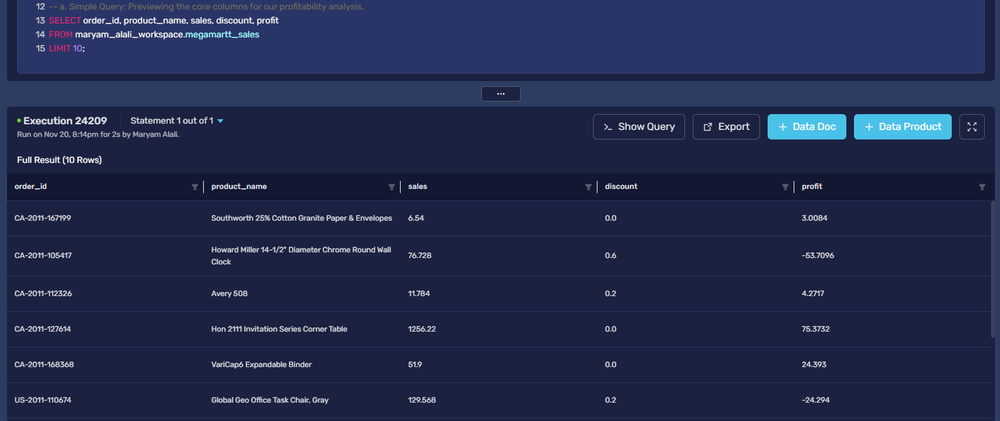 12 -- a. Simple Query: Previewing the core columns for our profitability analysis.
13 SELECT order_id, product_name, sales, discount, profit
14 FROM maryam_alali_workspace.megamartt_sales
15 LIMIT 10;
Execution 24209 Statement 1 out of 1
Run on Nov 20, 8:14pm for 2s by Maryam Alali.
Show Query Export + Data Doc + Data Product
Full Result (10 Rows)
order_id product_name sales discount profit
CA-2011-167199 Southworth 25% Cotton Granite Paper & Envelopes 6.54 0.0 3.0084
CA-2011-105417 Howard Miller 14-1/2" Diameter Chrome Round Wall Clock 76.728 0.6 -53.7096
CA-2011-112326 Avery 508 11.784 0.2 4.2717
CA-2011-127614 Hon 2111 Invitation Series Corner Table 1256.22 0.0 75.3732
CA-2011-168368 VariCap6 Expandable Binder 51.9 0.0 24.393
US-2011-110674 Global Geo Office Task Chair, Gray 129.568 0.2 -24.294